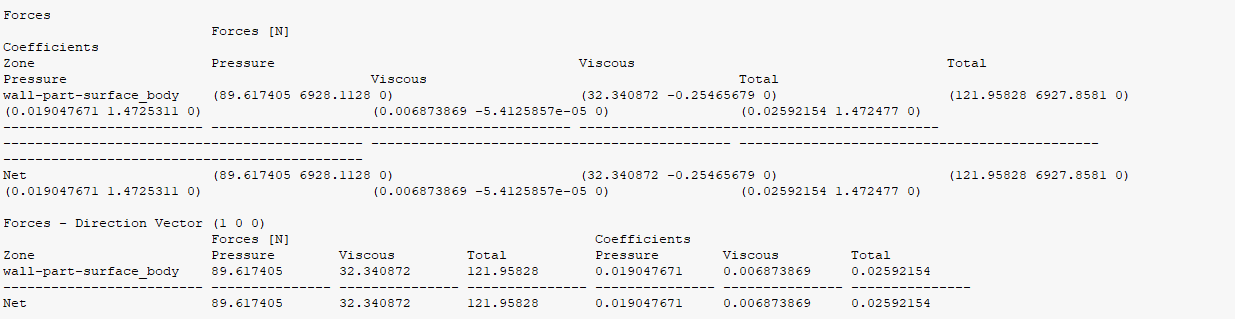 Forces
Forces [N]
Coefficients
Zone Pressure Viscous Total
Pressure Viscous Total
wall-part-surface_body (89.617405 6928.1128 0) (32.340872 -0.25465679 0) (121.95828 6927.8581 0)
(0.019047671 1.4725311 0) (0.006873869 -5.4125857e-05 0) (0.02592154 1.472477 0)
------------------------- --------------------------------------------- ---------------------------------------------
--------------------------------------------- --------------------------------------------- ---------------------------------------------
---------------------------------------------
Net (89.617405 6928.1128 0) (32.340872 -0.25465679 0) (121.95828 6927.8581 0)
(0.019047671 1.4725311 0) (0.006873869 -5.4125857e-05 0) (0.02592154 1.472477 0)
Forces - Direction Vector (1 0 0)
Forces [N] Coefficients
Zone Pressure Viscous Total Pressure Viscous Total
wall-part-surface_body 89.617405 32.340872 121.95828 0.019047671 0.006873869 0.02592154
------------------------- --------------- --------------- --------------- --------------- --------------- ---------------
Net 89.617405 32.340872 121.95828 0.019047671 0.006873869 0.02592154